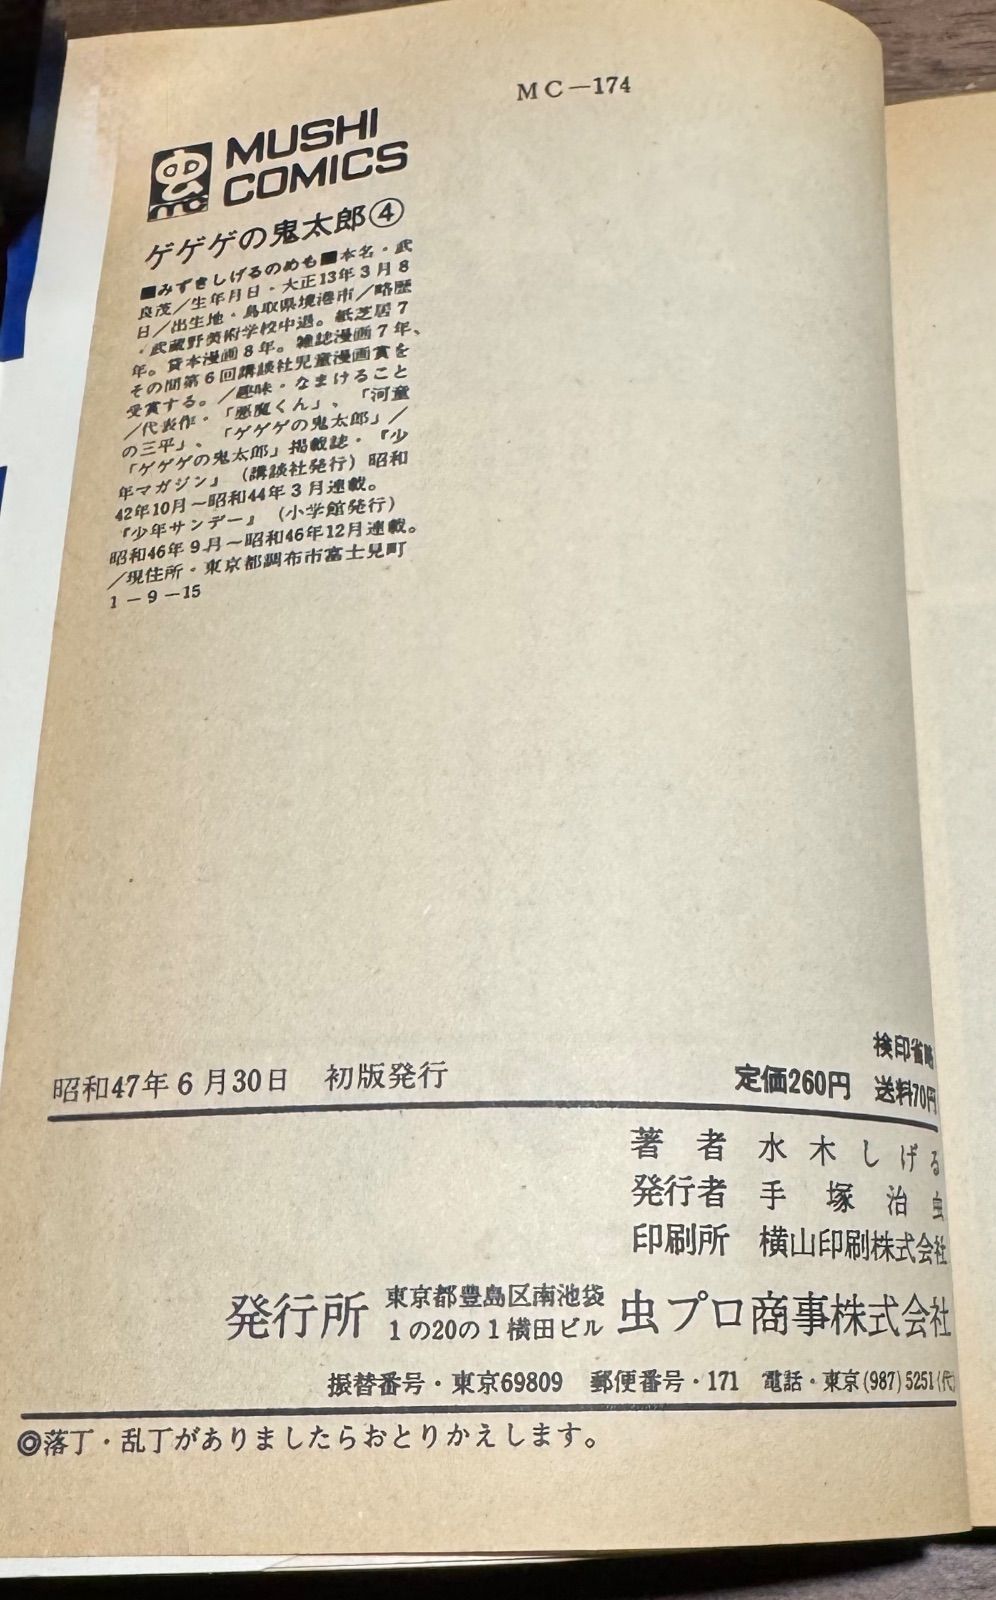 MC—174
MUSHI
COMICS
ゲゲゲの鬼太郎④
■みずきしげるのめも■本名・武
良茂／生年月日・大正13年3月8
日／出生地・鳥取県境港市／略歴
・武蔵野美術学校中退。紙芝居7
年。貸本漫画8年。雑誌漫画7年、
その間第6回講談社児童漫画賞を
受賞する。／趣味・なまけること
／代表作・「悪魔くん」、「河童
の三平」、「ゲゲゲの鬼太郎」／
「ゲゲゲの鬼太郎」掲載誌・『少
年マガジン』（講談社発行）昭和
42年10月～昭和44年3月連載。
『少年サンデー』（小学館発行）
昭和46年9月～昭和46年12月連載。
／現住所・東京都調布市富士見町
1－9－15
検印省略
昭和47年6月30日　初版発行　定価260円　送料70円
著者　水木しげる
発行者　手塚治虫
印刷所　横山印刷株式会社
発行所　東京都豊島区南池袋
1の20の1横田ビル　虫プロ商事株式会社
振替番号・東京69809　郵便番号・171　電話・東京(987)5251(代)
◎落丁・乱丁がありましたらおとりかえします。